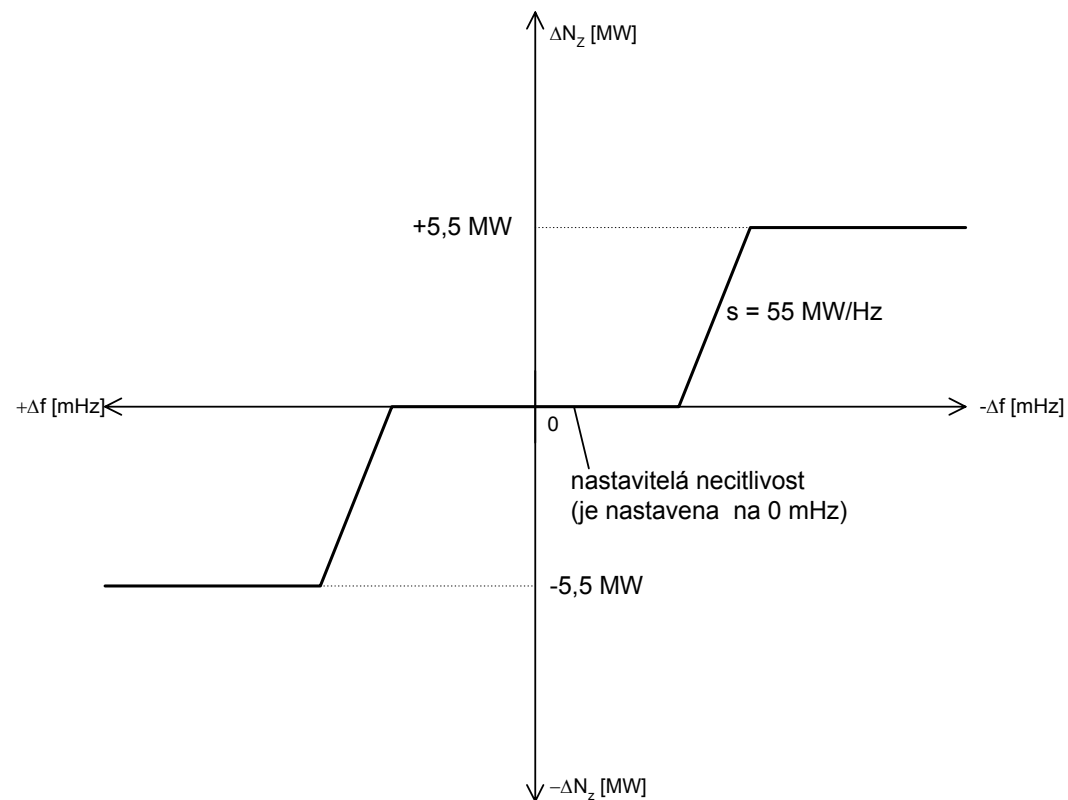 ΔN_Z [MW]
+5,5 MW
s = 55 MW/Hz
+Δf [mHz]
-Δf [mHz]
0
nastavitelá necitlivost
(je nastavena na 0 mHz)
-5,5 MW
−ΔN_z [MW]